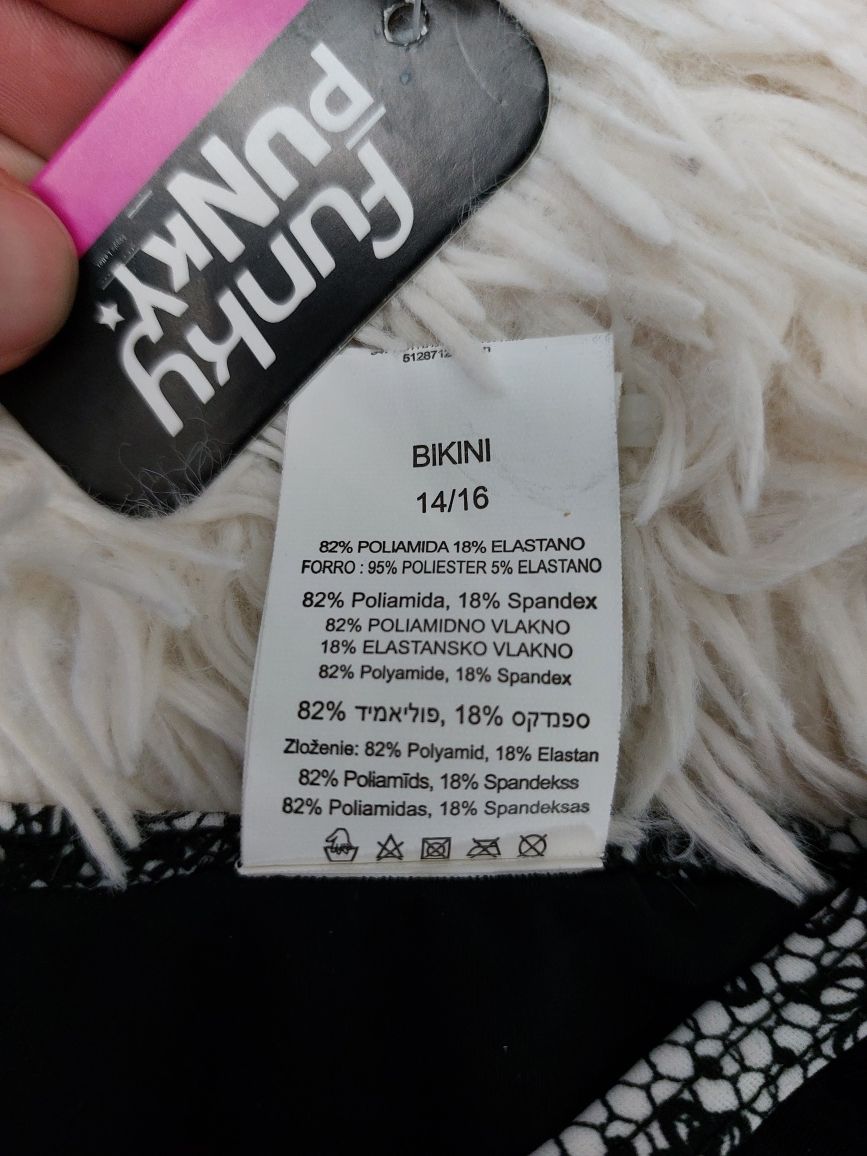 funky
PUNKY
BIKINI
14/16
82% POLIAMIDA 18% ELASTANO
FORRO : 95% POLIESTER 5% ELASTANO
82% Poliamida, 18% Spandex
82% POLIAMIDNO VLAKNO
18% ELASTANSKO VLAKNO
82% Polyamide, 18% Spandex
82% פוליאמיד, 18% ספנדקס
Zloženie: 82% Polyamid, 18% Elastan
82% Poliamīds, 18% Spandekss
82% Poliamidas, 18% Spandeksas